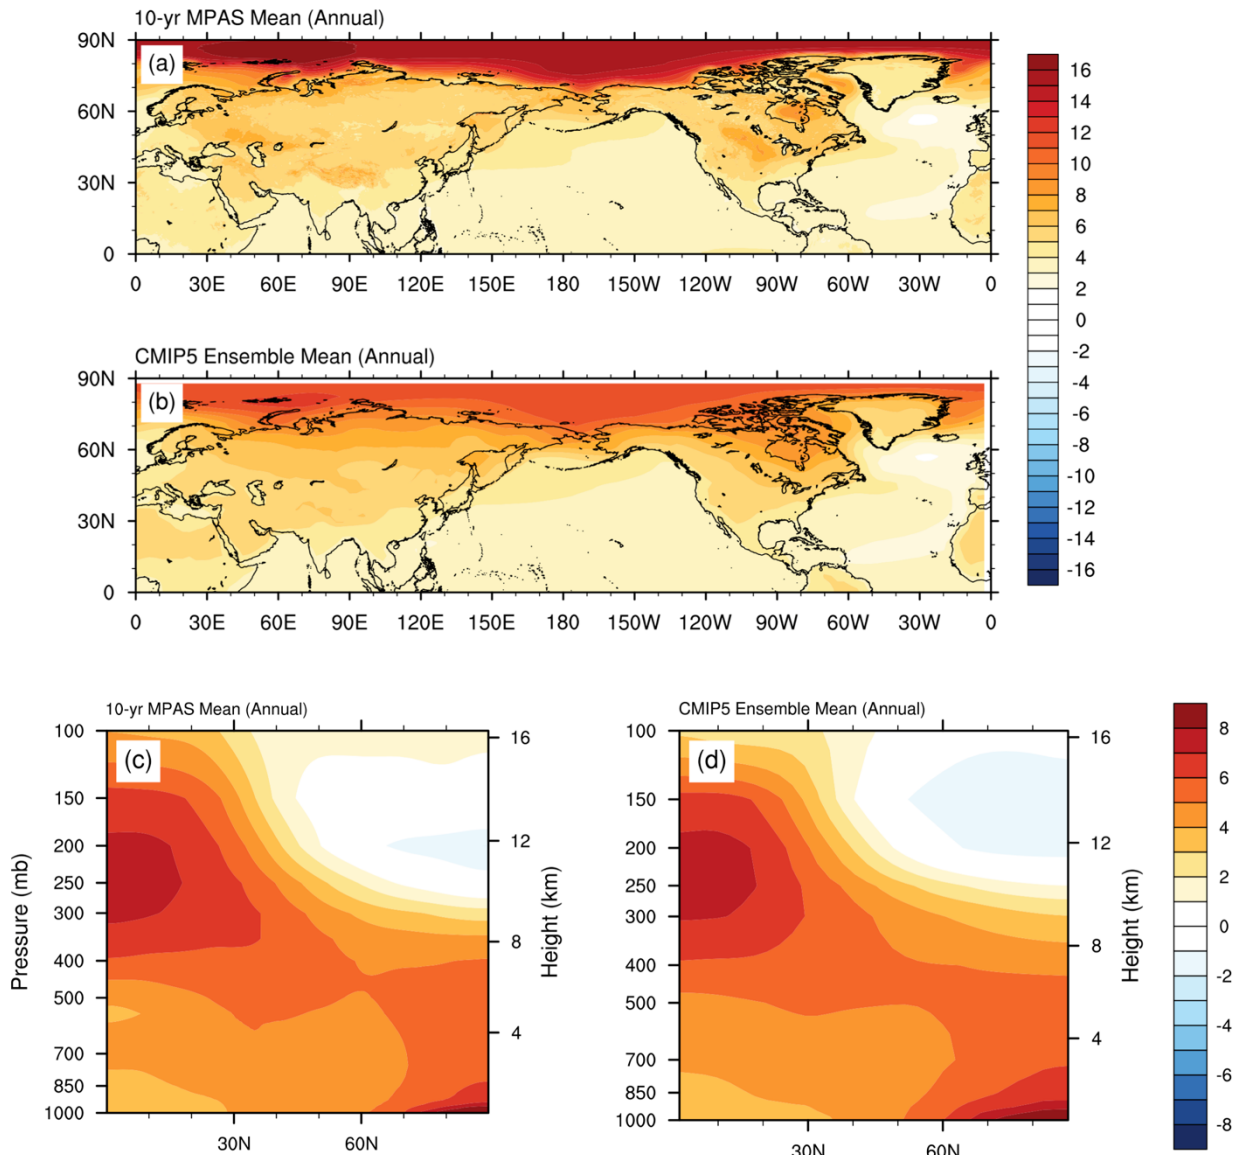 10-yr MPAS Mean (Annual)
(a)
90N
60N
30N
0
0 30E 60E 90E 120E 150E 180 150W 120W 90W 60W 30W 0
CMIP5 Ensemble Mean (Annual)
(b)
90N
60N
30N
0
0 30E 60E 90E 120E 150E 180 150W 120W 90W 60W 30W 0
16
14
12
10
8
6
4
2
0
-2
-4
-6
-8
-10
-12
-14
-16
10-yr MPAS Mean (Annual)
(c)
Pressure (mb)
100
150
200
250
300
400
500
700
850
1000
30N 60N
16
12
8
4
Height (km)
CMIP5 Ensemble Mean (Annual)
(d)
100
150
200
250
300
400
500
700
850
1000
30N 60N
16
12
8
4
Height (km)
8
6
4
2
0
-2
-4
-6
-8